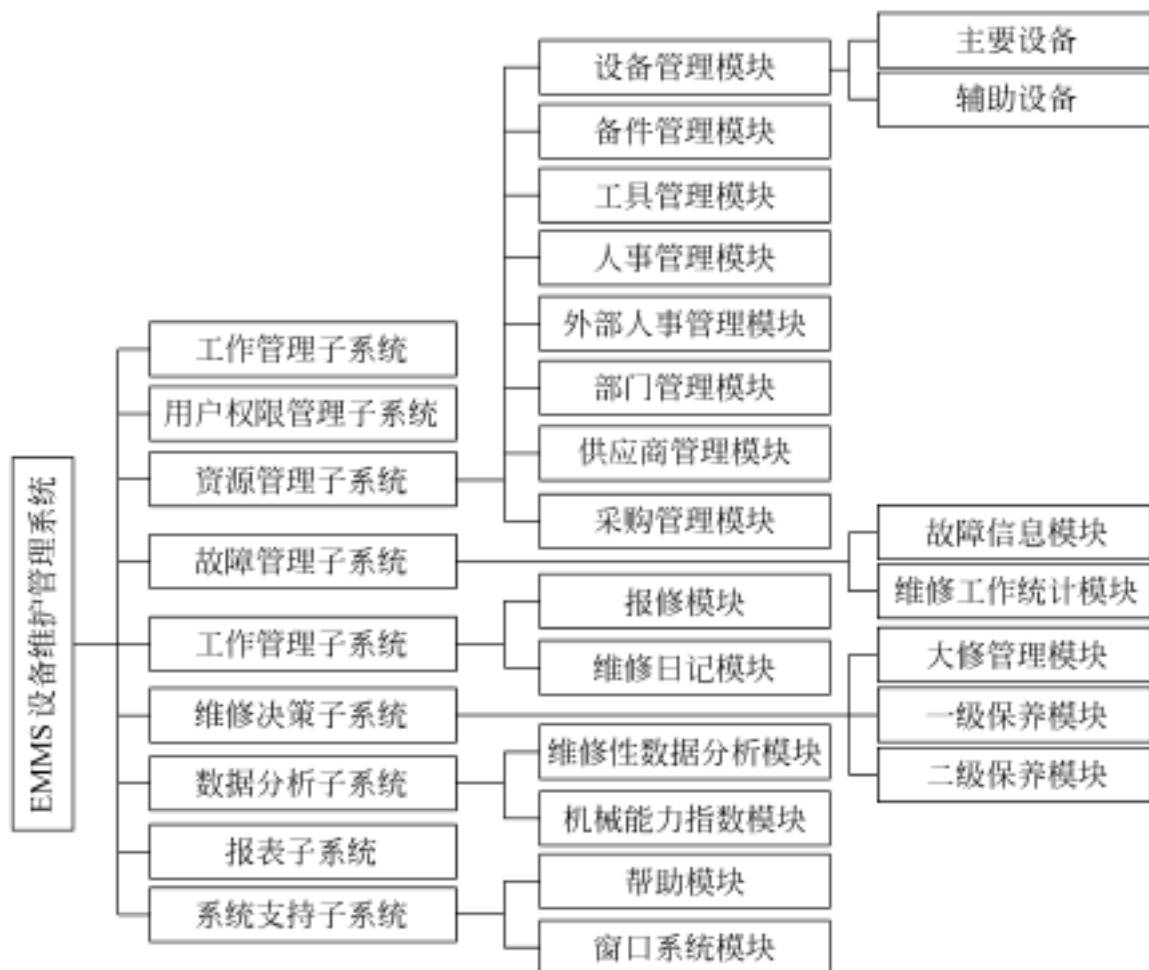 EMMS 设备维护管理系统
工作管理子系统
用户权限管理子系统
资源管理子系统
故障管理子系统
工作管理子系统
维修决策子系统
数据分析子系统
报表子系统
系统支持子系统
设备管理模块
备件管理模块
工具管理模块
人事管理模块
外部人事管理模块
部门管理模块
供应商管理模块
采购管理模块
报修模块
维修日记模块
维修性数据分析模块
机械能力指数模块
帮助模块
窗口系统模块
主要设备
辅助设备
故障信息模块
维修工作统计模块
大修管理模块
一级保养模块
二级保养模块